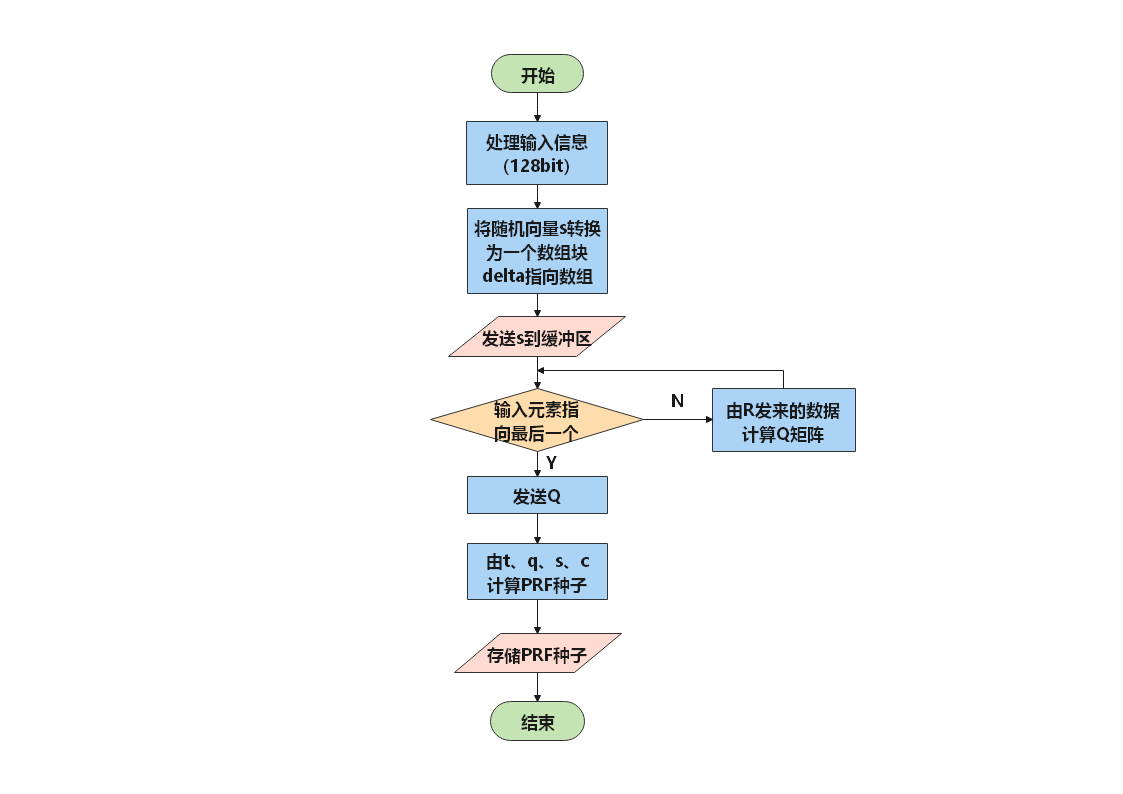 开始
处理输入信息
（128bit）
将随机向量s转换
为一个数组块
delta指向数组
发送s到缓冲区
输入元素指
向最后一个
N
由R发来的数据
计算Q矩阵
Y
发送Q
由t、q、s、c
计算PRF种子
存储PRF种子
结束